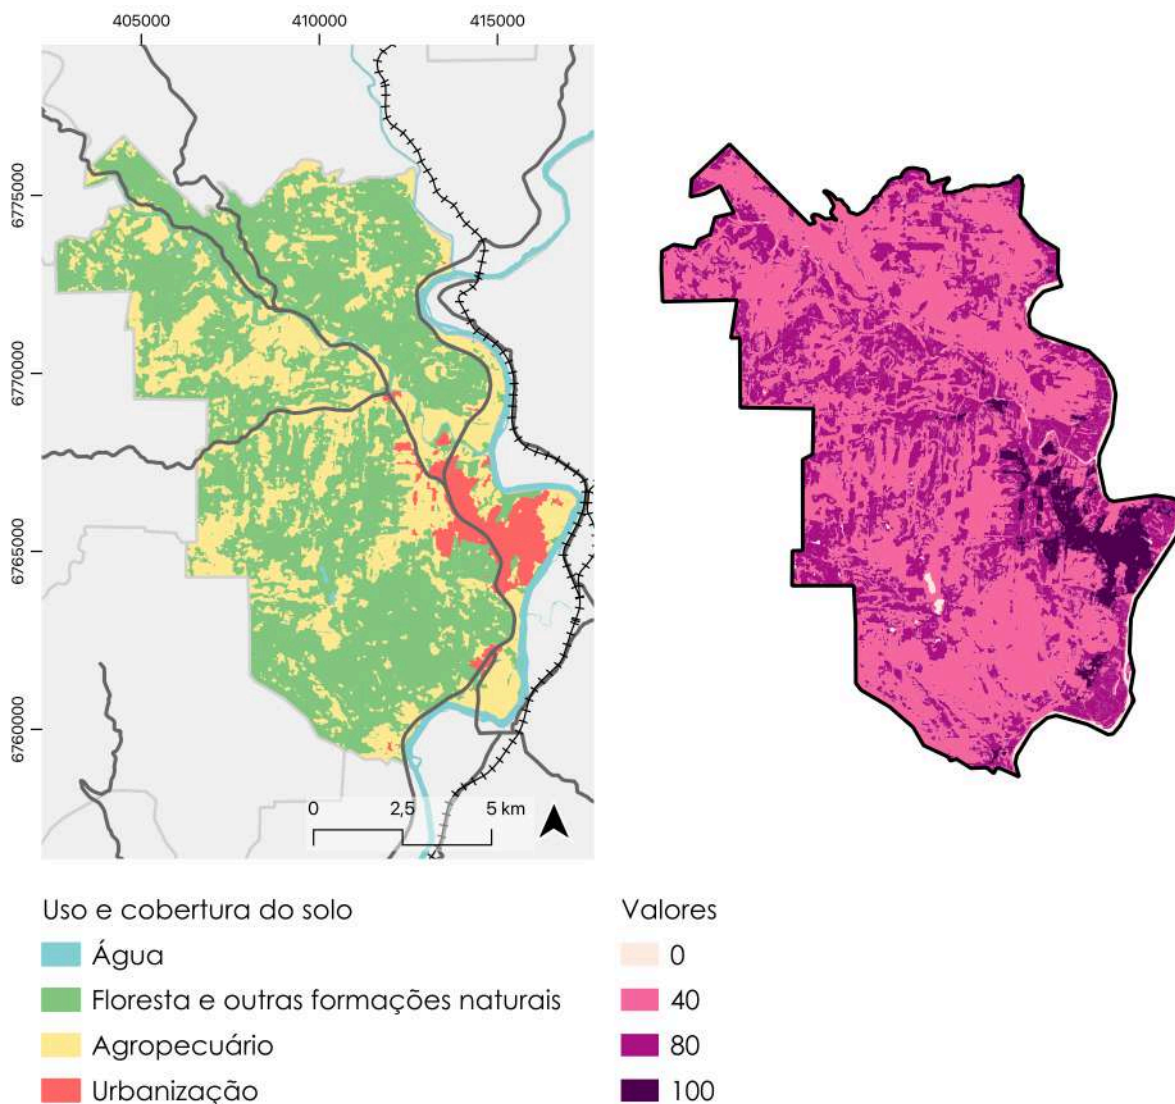 405000 410000 415000
6775000
6770000
6765000
6760000
0 2,5 5 km
Uso e cobertura do solo
Água
Floresta e outras formações naturais
Agropecuário
Urbanização
Valores
0
40
80
100